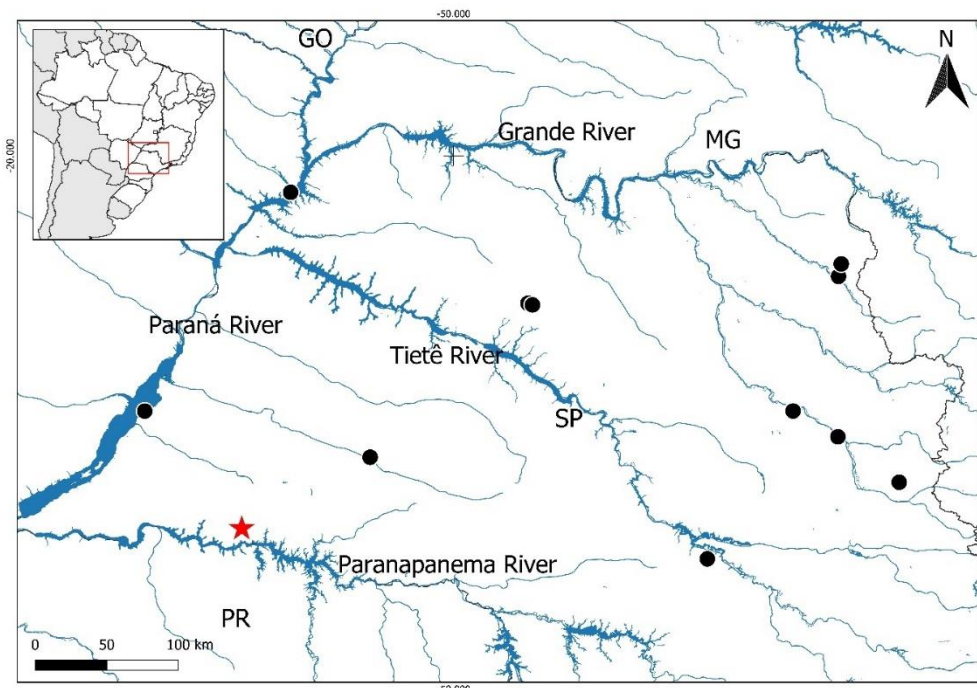 -50.000
GO
N
Grande River
MG
-20.000
Paraná River
Tietê River
SP
Paranapanema River
PR
0 50 100 km
-50.000